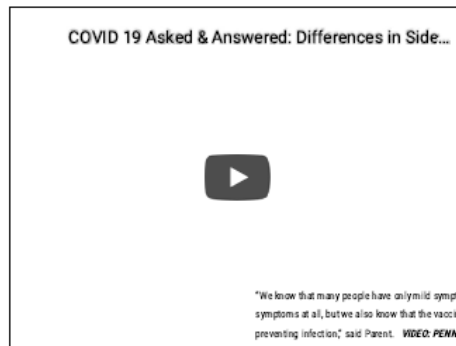 COVID 19 Asked & Answered: Differences in Side...
"We know that many people have only mild
symptoms at all, but we also know that the
preventing infection," said Parent. VIDEO: